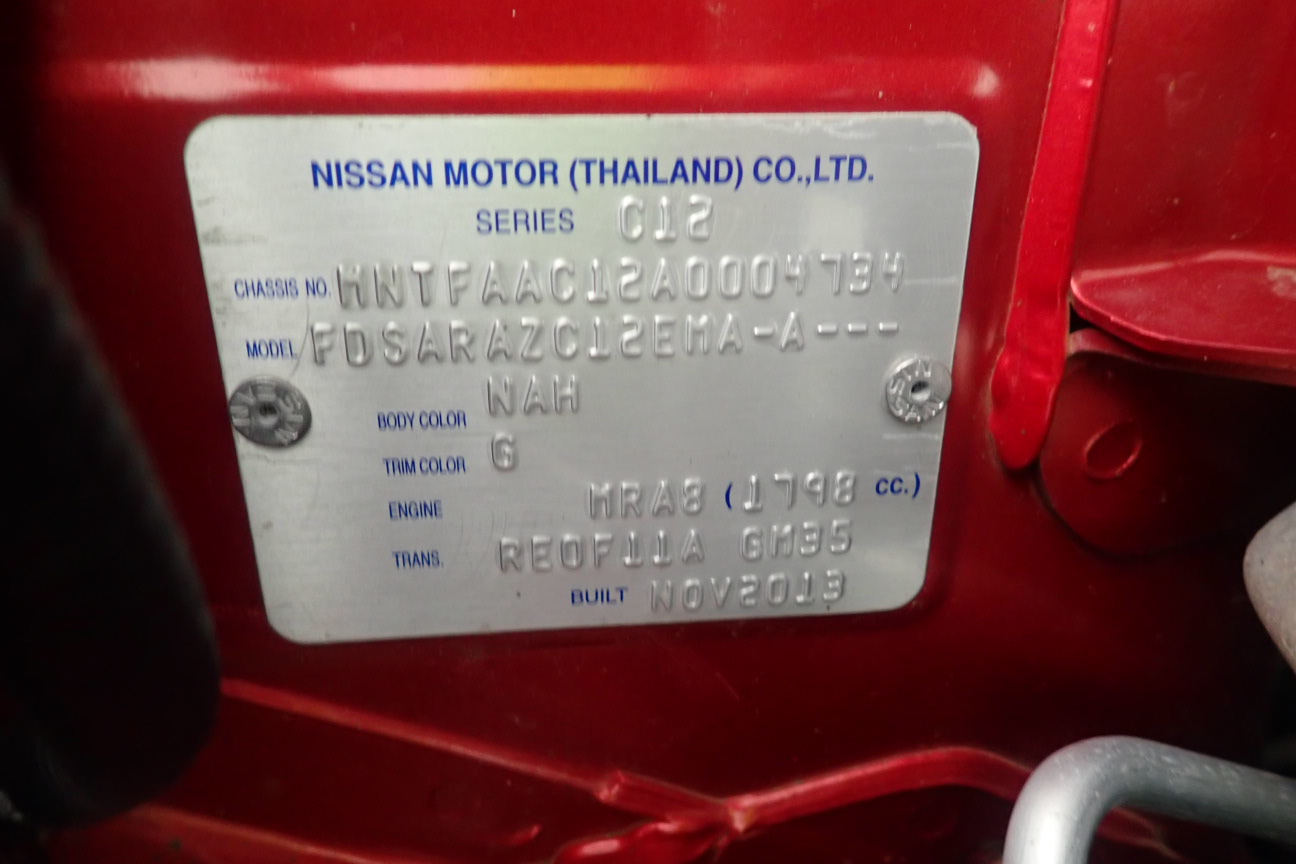 NISSAN MOTOR (THAILAND) CO.,LTD.
SERIES C12
CHASSIS NO. MNTFAAC12A0004734
MODEL FDSARAZC12EMA-A---
BODY COLOR NAH
TRIM COLOR G
ENGINE MRA8 (1798 CC.)
TRANS. RE0F11A GM35
BUILT NOV2013